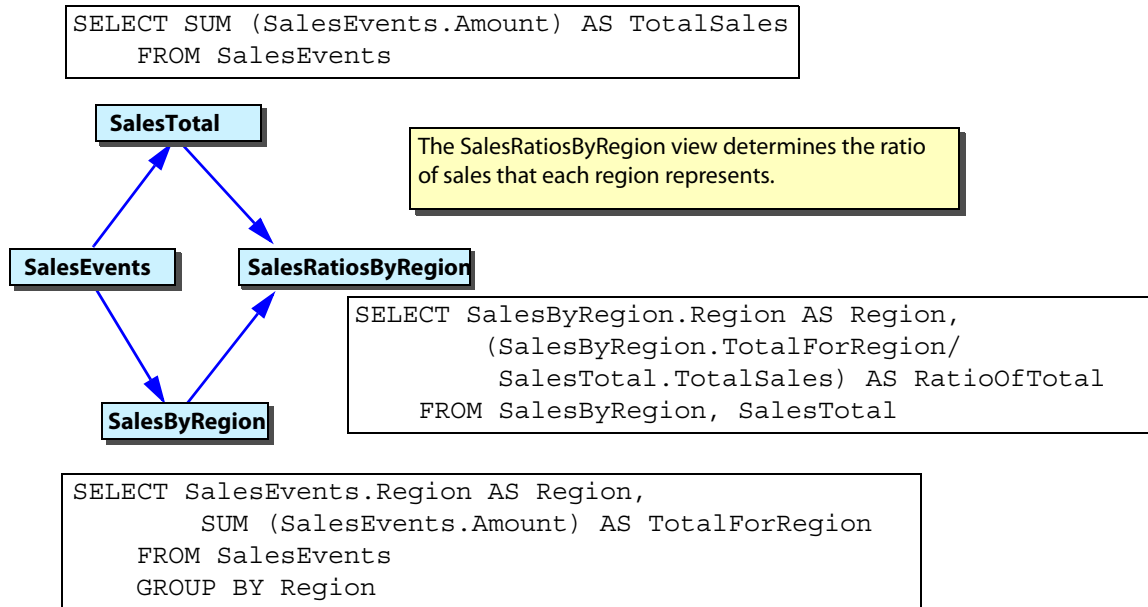 SELECT SUM (SalesEvents.Amount) AS TotalSales
FROM SalesEvents
SalesTotal
The SalesRatiosByRegion view determines the ratio
of sales that each region represents.
SalesEvents
SalesRatiosByRegion
SELECT SalesByRegion.Region AS Region,
(SalesByRegion.TotalForRegion/
SalesTotal.TotalSales) AS RatioOfTotal
FROM SalesByRegion, SalesTotal
SalesByRegion
SELECT SalesEvents.Region AS Region,
SUM (SalesEvents.Amount) AS TotalForRegion
FROM SalesEvents
GROUP BY Region